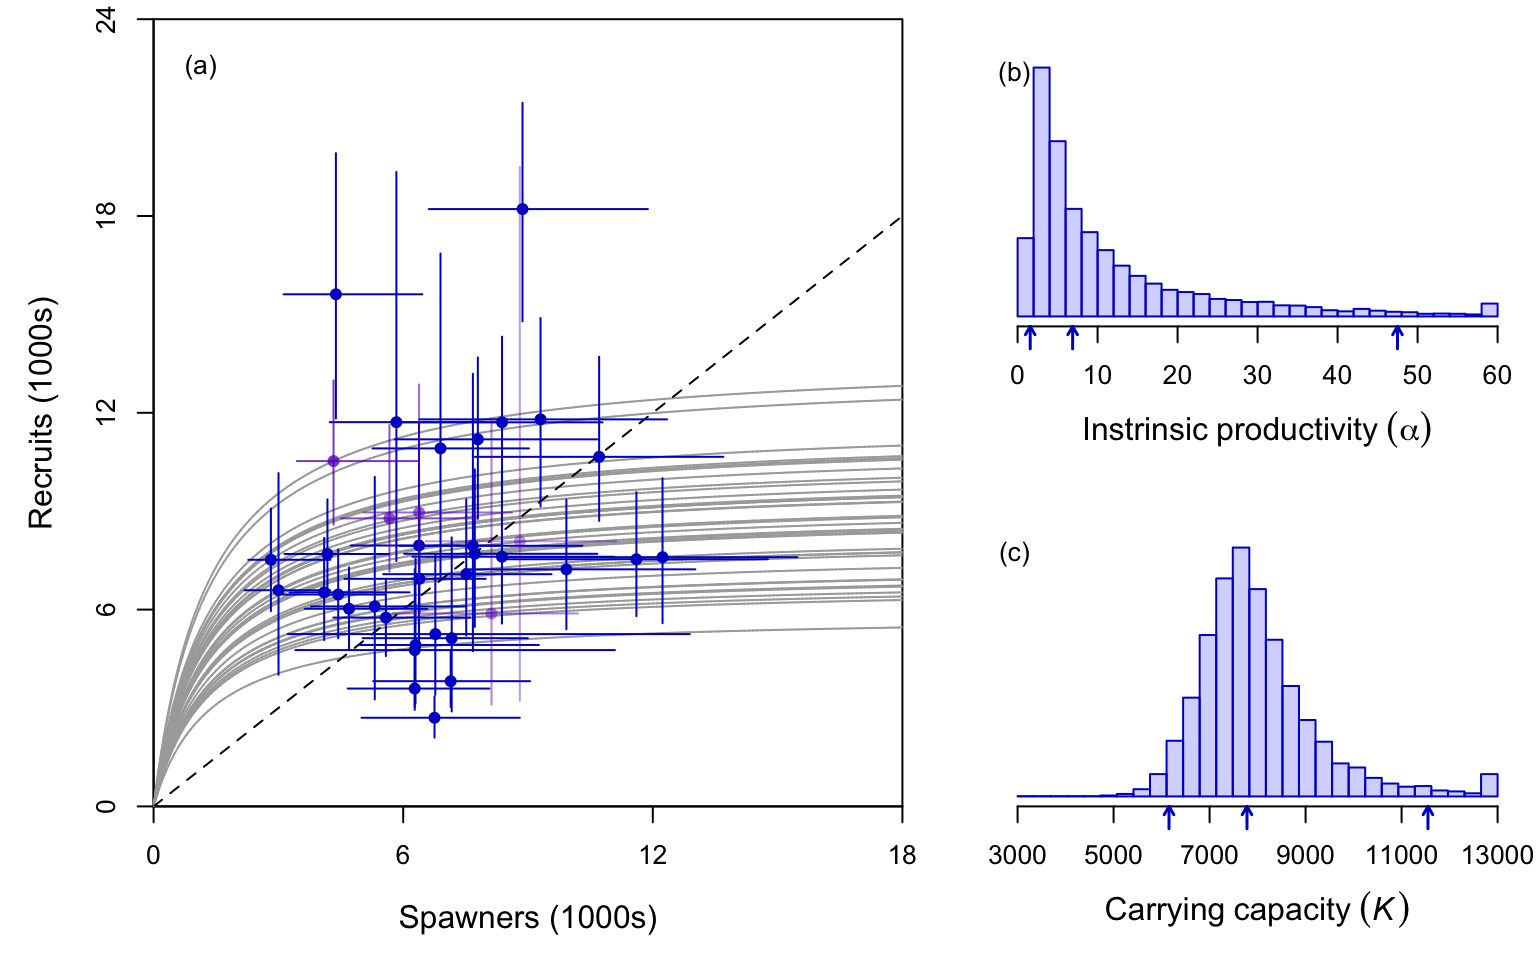 (a)
24
18
12
6
0
Recruits (1000s)
0 6 12 18
Spawners (1000s)
(b)
0 10 20 30 40 50 60
Instrinsic productivity (α)
(c)
3000 5000 7000 9000 11000 13000
Carrying capacity (K)